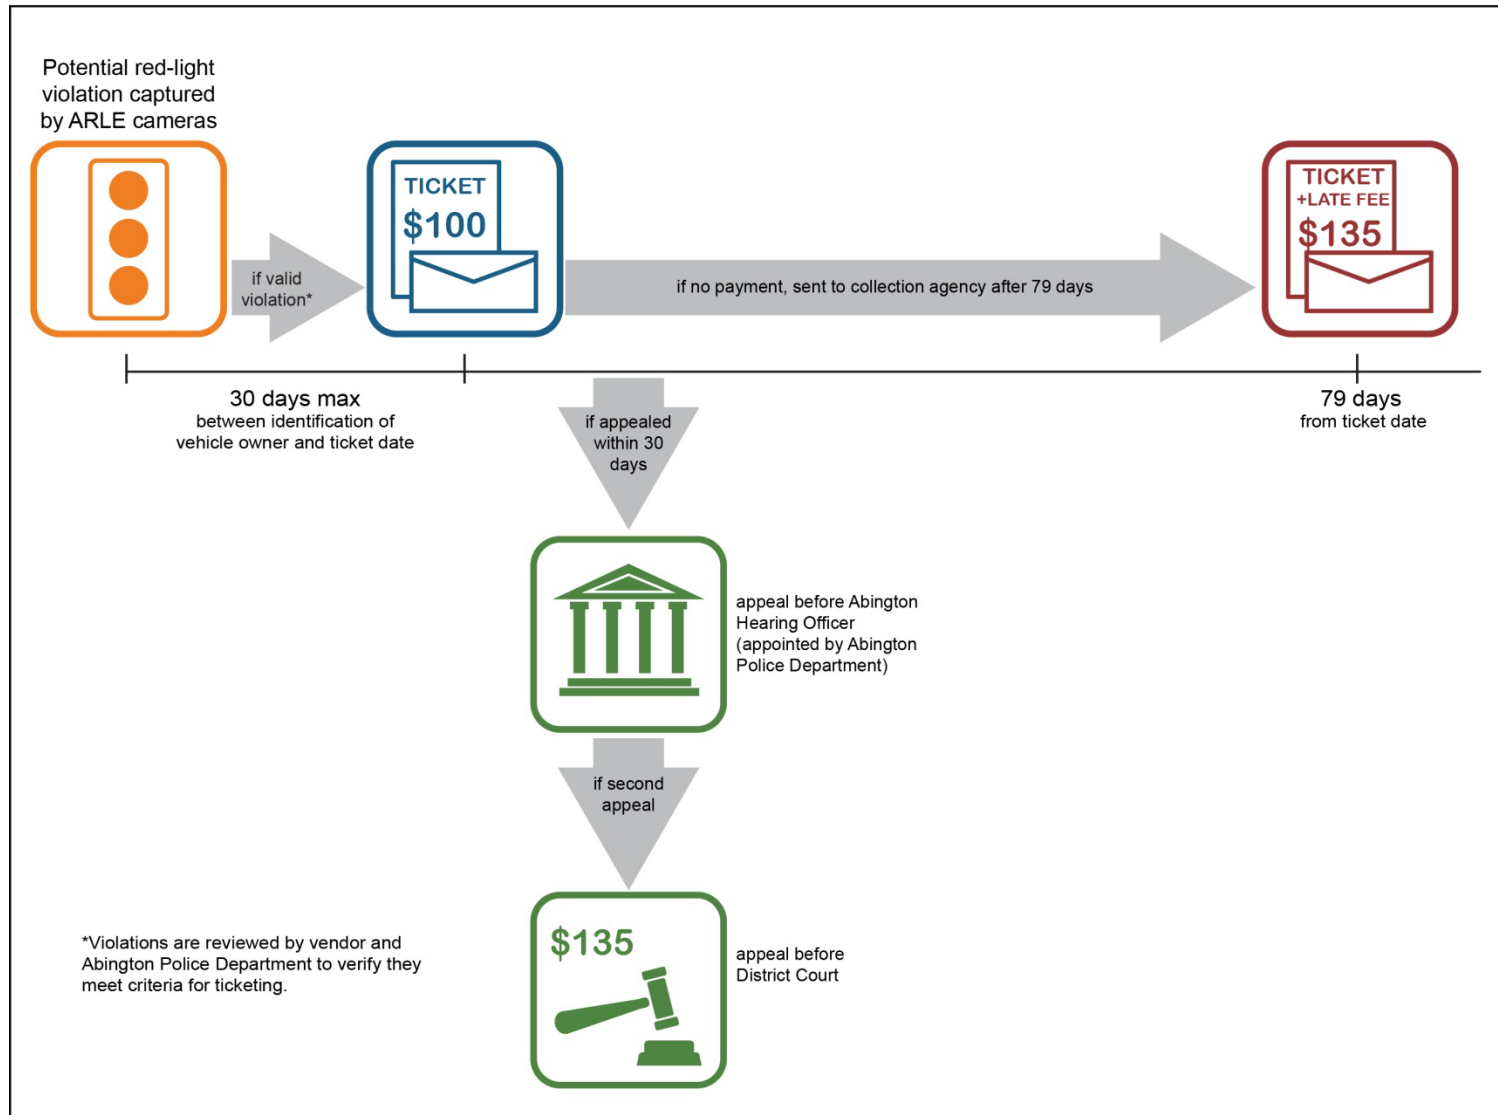 Potential red-light
violation captured
by ARLE cameras
if valid
violation*
TICKET
$100
if no payment, sent to collection agency after 79 days
TICKET
+LATE FEE
$135
30 days max
between identification of
vehicle owner and ticket date
79 days
from ticket date
if appealed
within 30
days
appeal before Abington
Hearing Officer
(appointed by Abington
Police Department)
if second
appeal
$135
appeal before
District Court
*Violations are reviewed by vendor and
Abington Police Department to verify they
meet criteria for ticketing.